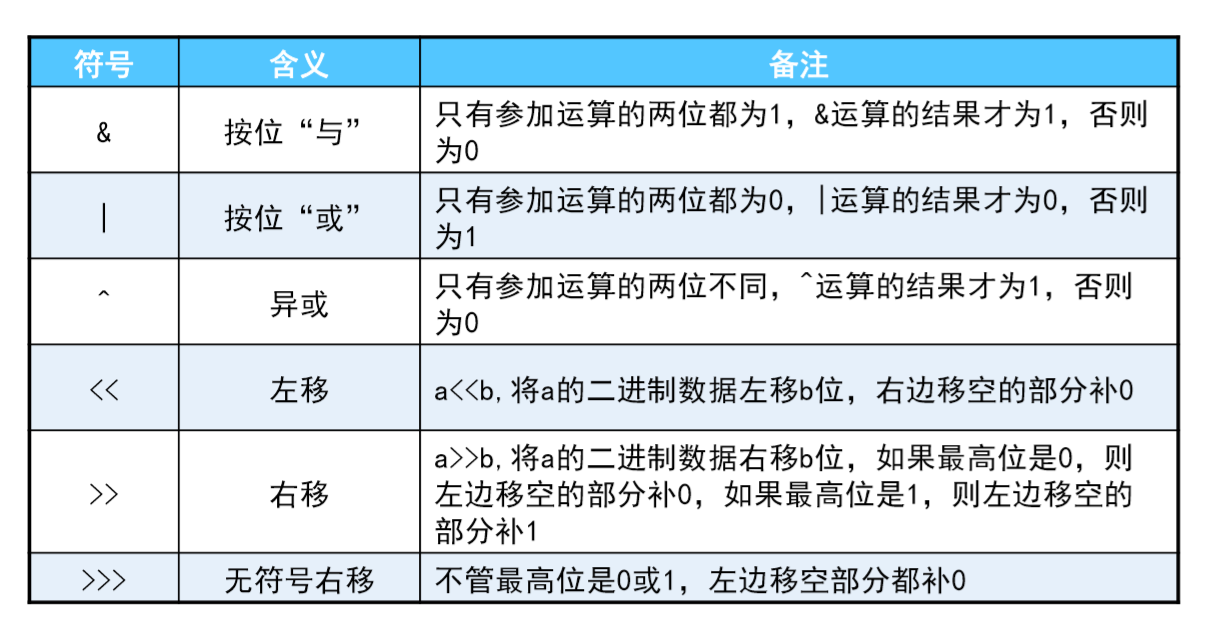 符号 含义 备注
& 按位“与” 只有参加运算的两位都为1，&运算的结果才为1，否则
为0
| 按位“或” 只有参加运算的两位都为0，|运算的结果才为0，否则
为1
^ 异或 只有参加运算的两位不同，^运算的结果才为1，否则
为0
<< 左移 a<<b,将a的二进制数据左移b位，右边移空的部分补0
>> 右移 a>>b,将a的二进制数据右移b位，如果最高位是0，则
左边移空的部分补0，如果最高位是1，则左边移空的
部分补1
>>> 无符号右移 不管最高位是0或1，左边移空部分都补0